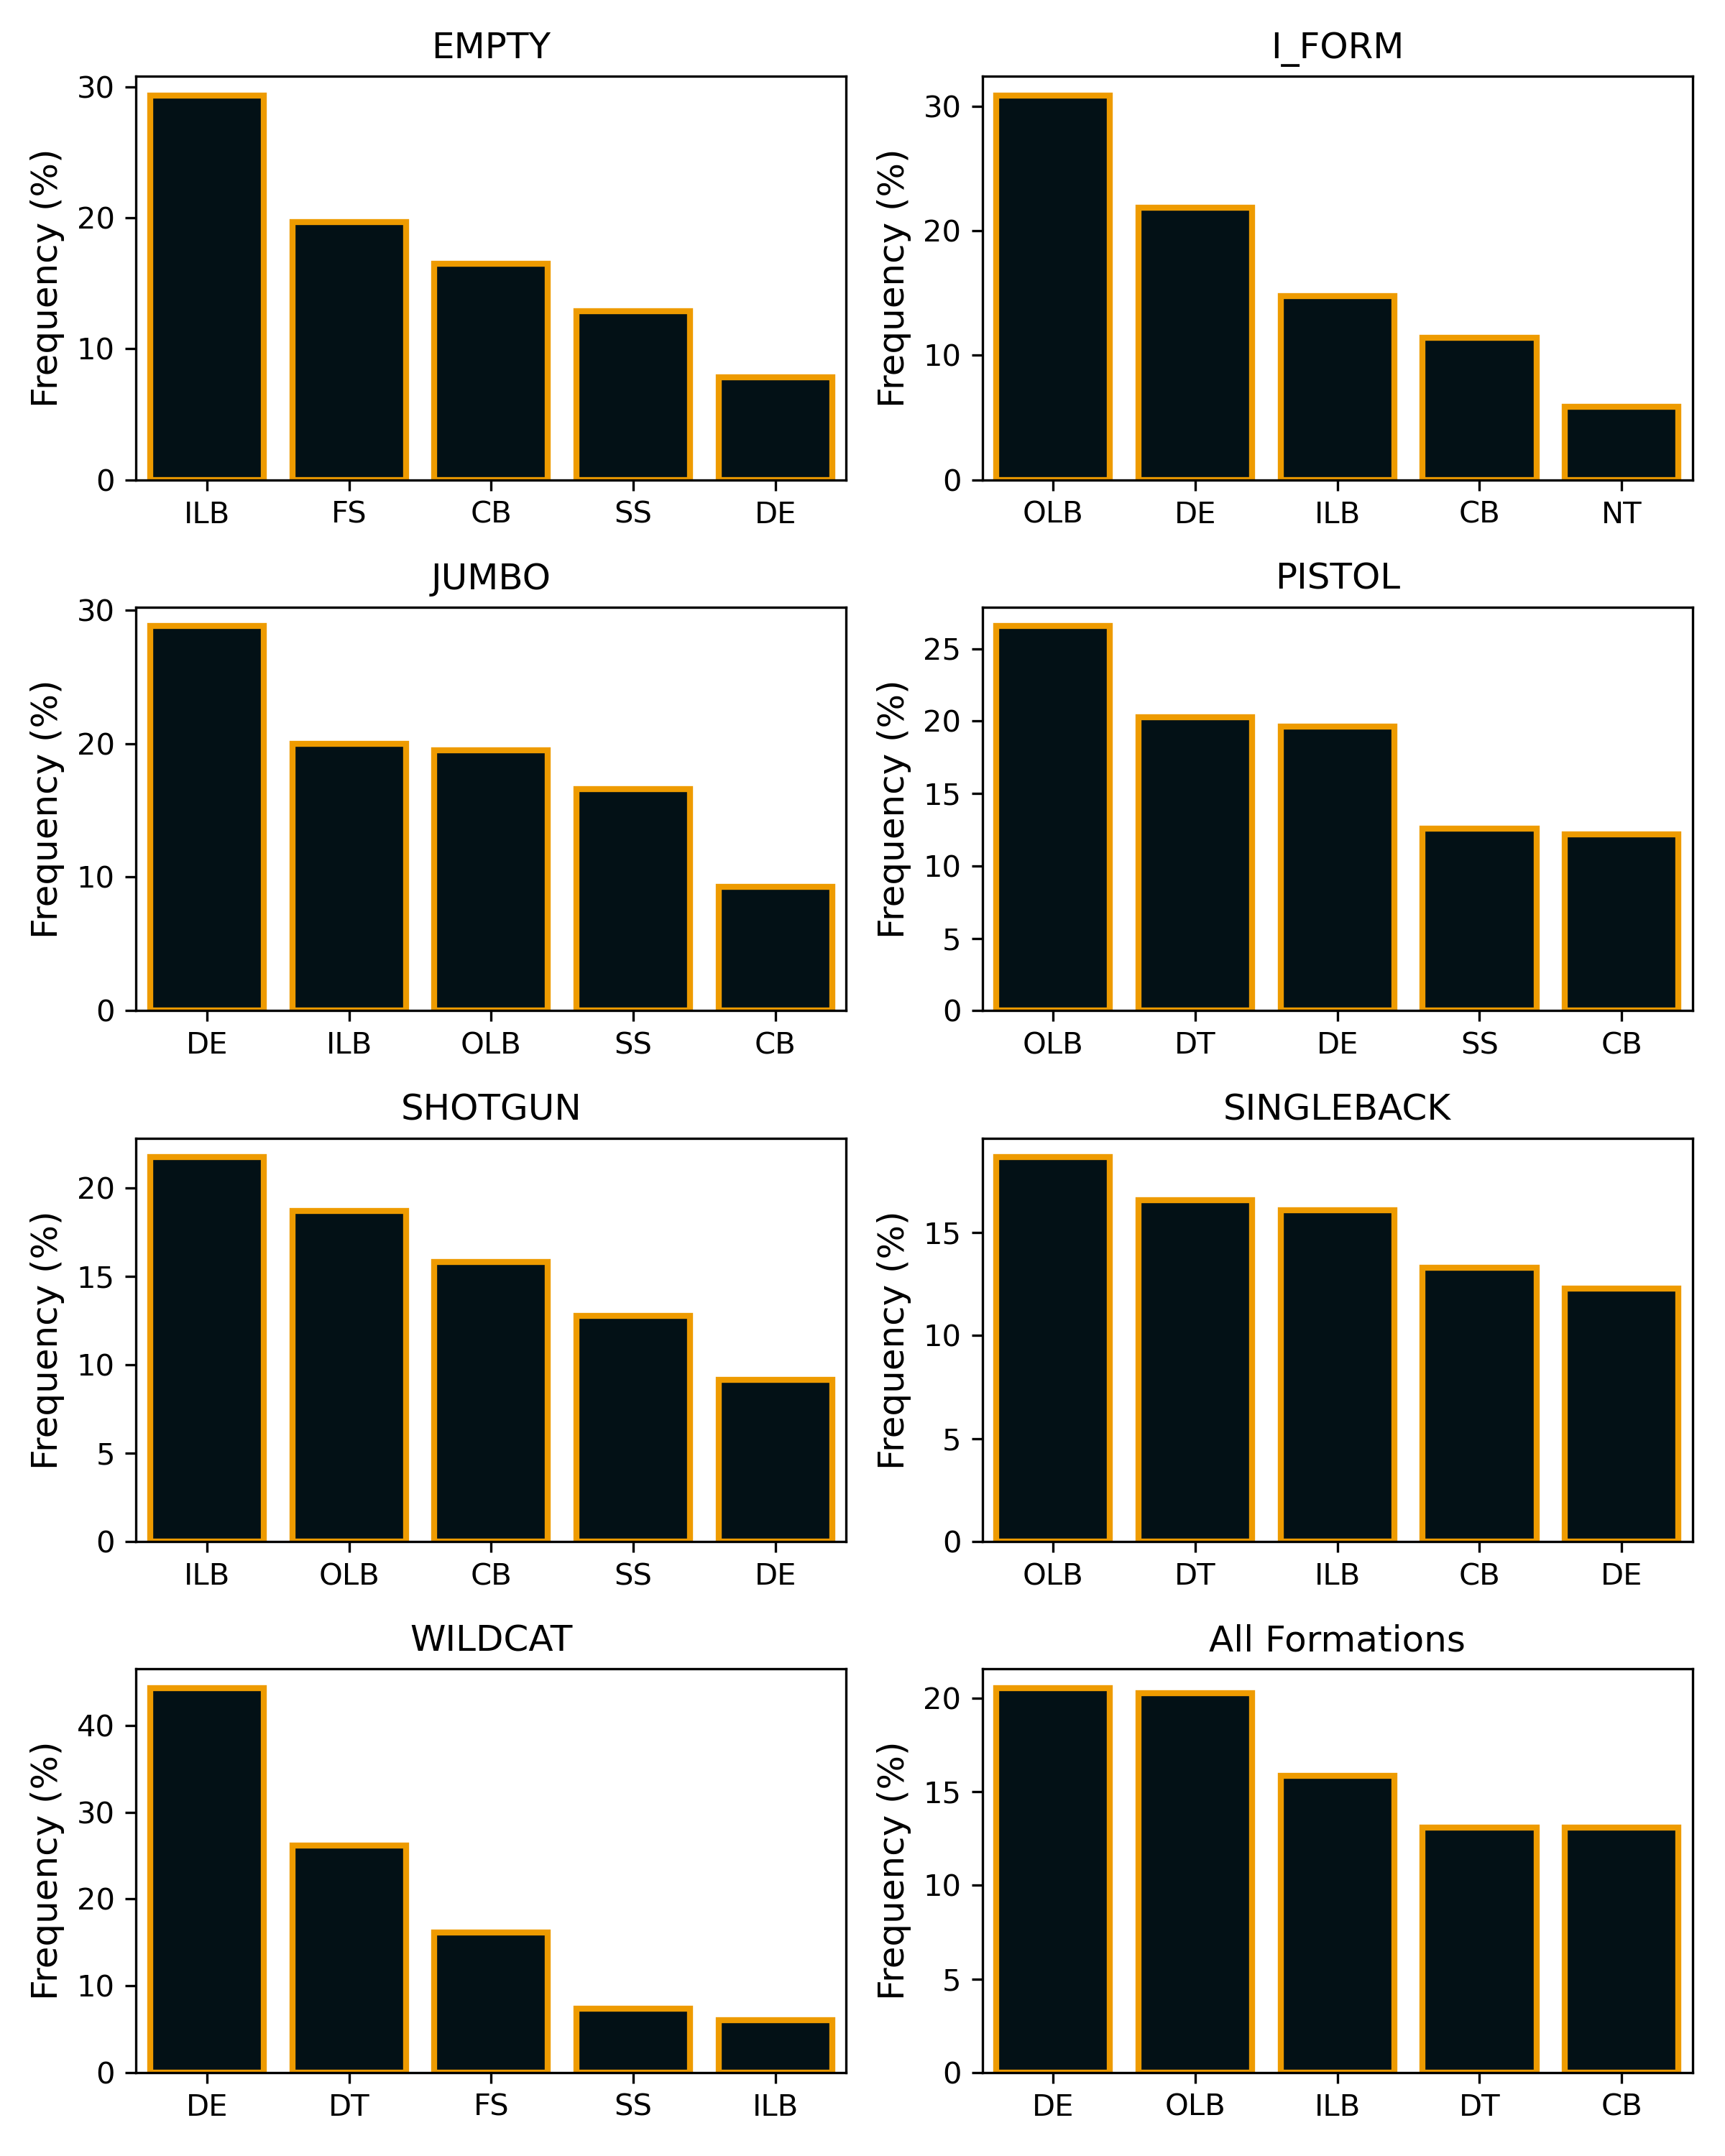 EMPTY
Frequency (%)
30
20
10
0
ILB FS CB SS DE
I_FORM
Frequency (%)
30
20
10
0
OLB DE ILB CB NT
JUMBO
Frequency (%)
30
20
10
0
DE ILB OLB SS CB
PISTOL
Frequency (%)
25
20
15
10
5
0
OLB DT DE SS CB
SHOTGUN
Frequency (%)
20
15
10
5
0
ILB OLB CB SS DE
SINGLEBACK
Frequency (%)
15
10
5
0
OLB DT ILB CB DE
WILDCAT
Frequency (%)
40
30
20
10
0
DE DT FS SS ILB
All Formations
Frequency (%)
20
15
10
5
0
DE OLB ILB DT CB